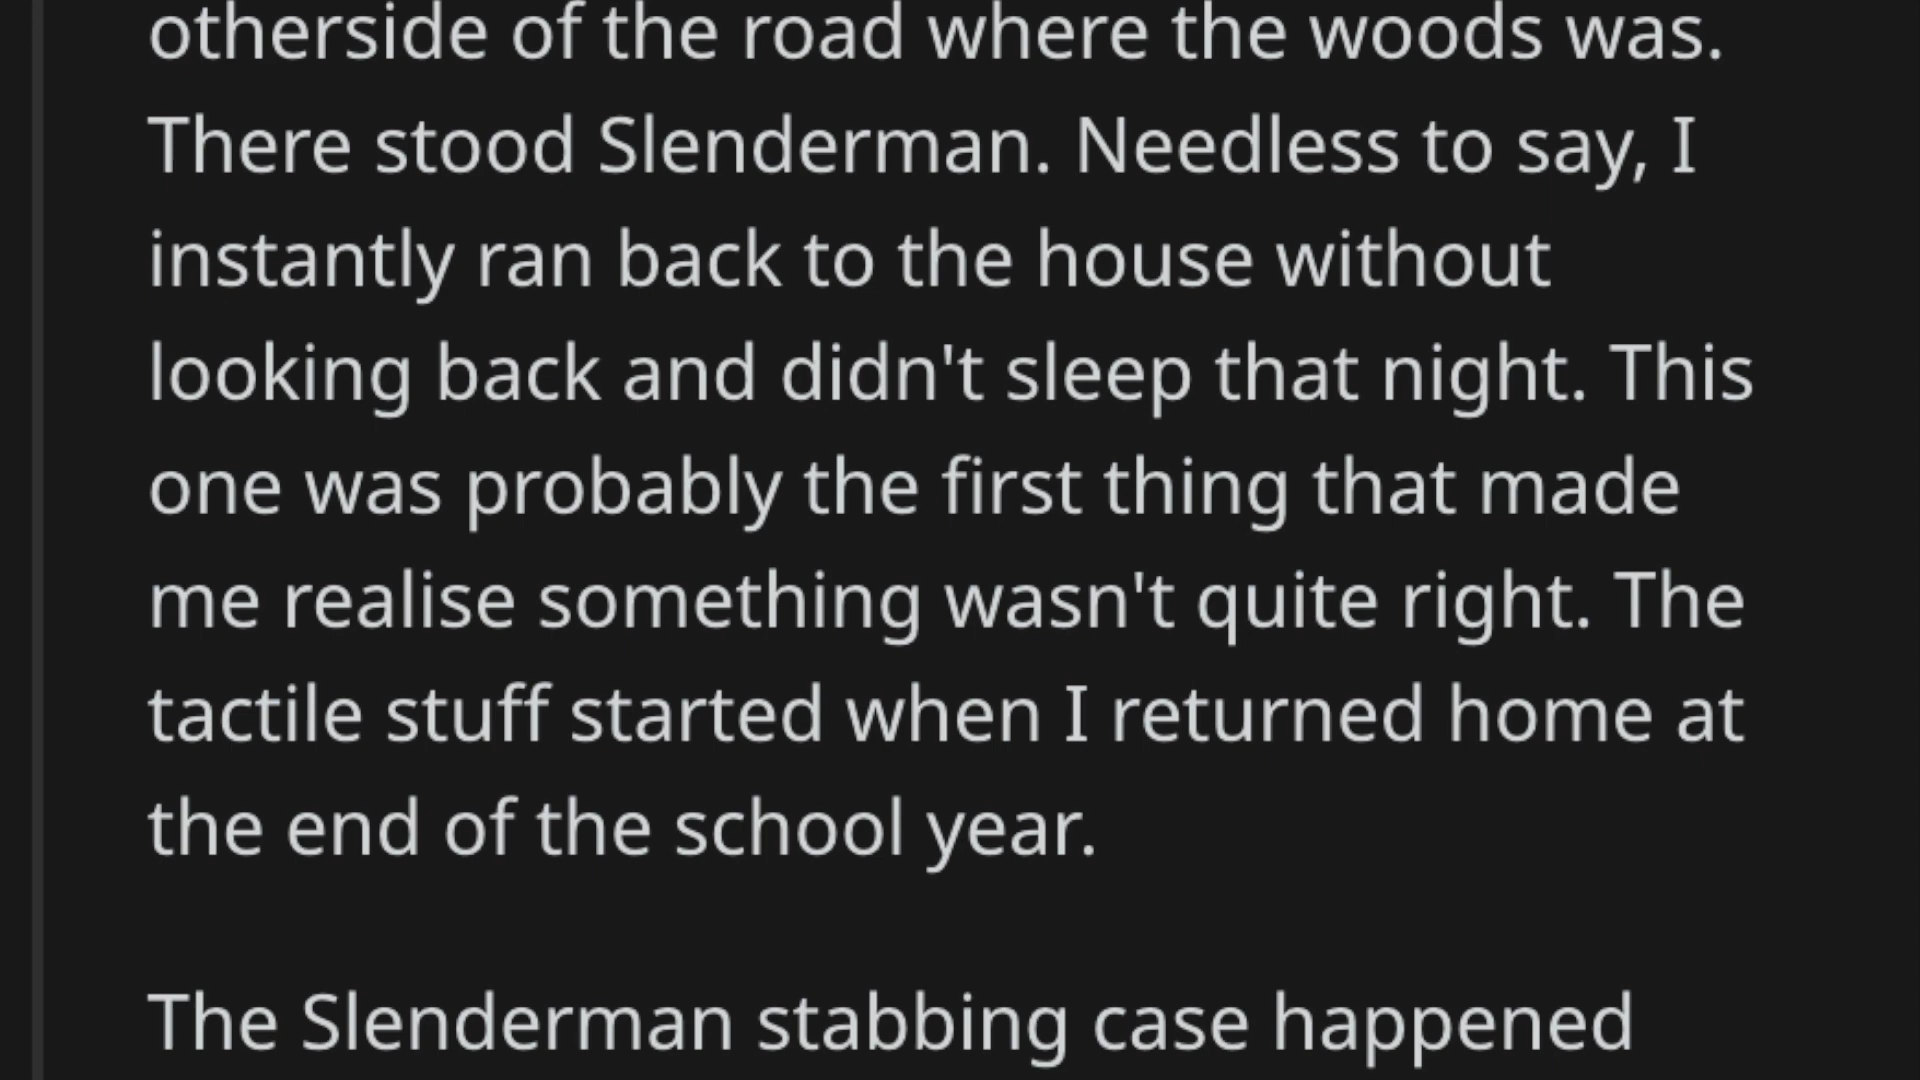 otherside of the road where the woods was.
There stood Slenderman. Needless to say, I
instantly ran back to the house without
looking back and didn't sleep that night. This
one was probably the first thing that made
me realise something wasn't quite right. The
tactile stuff started when I returned home at
the end of the school year.
The Slenderman stabbing case happened